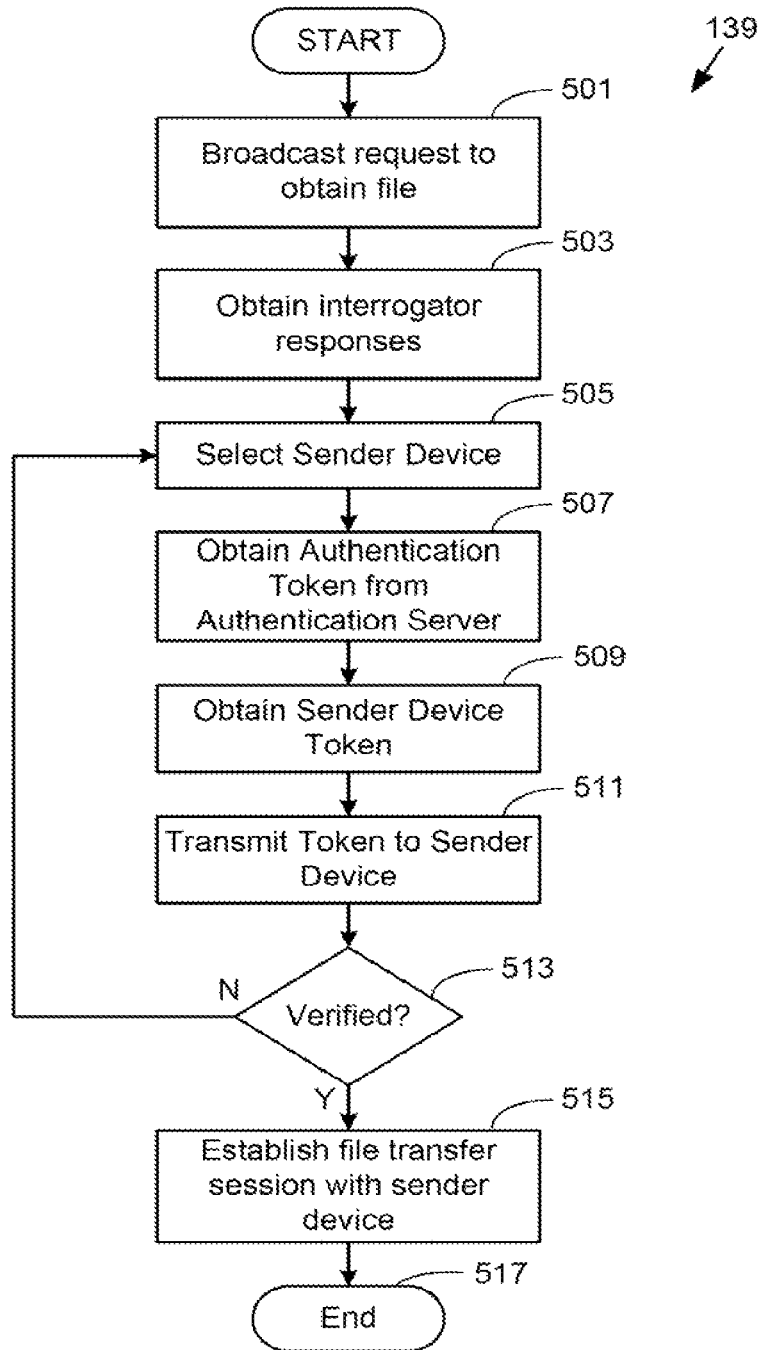 START
139
501
Broadcast request to
obtain file
503
Obtain interrogator
responses
505
Select Sender Device
507
Obtain Authentication
Token from
Authentication Server
509
Obtain Sender Device
Token
511
Transmit Token to Sender
Device
513
N
Verified?
Y
515
Establish file transfer
session with sender
device
517
End